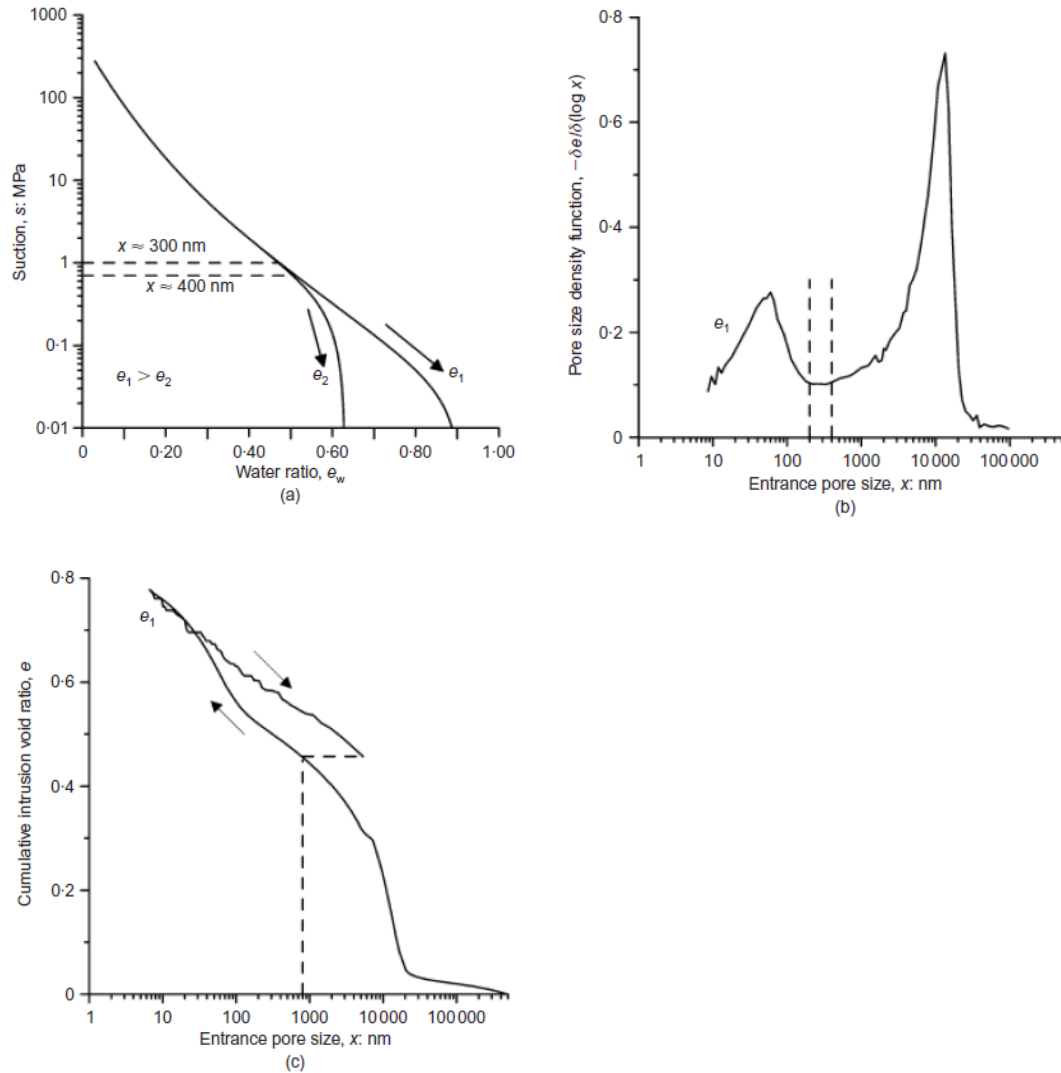 1000
100
10
1
0·1
0·01
Suction, s: MPa
x ≈ 300 nm
x ≈ 400 nm
e₂
e₁
e₁ > e₂
0
0·20
0·40
0·60
0·80
1·00
Water ratio, e_w
(a)
0·8
0·6
0·4
0·2
0
Pore size density function, −δe/δ(log x)
e₁
1
10
100
1000
10 000
100 000
Entrance pore size, x: nm
(b)
0·8
0·6
0·4
0·2
0
Cumulative intrusion void ratio, e
e₁
1
10
100
1000
10 000
100 000
Entrance pore size, x: nm
(c)